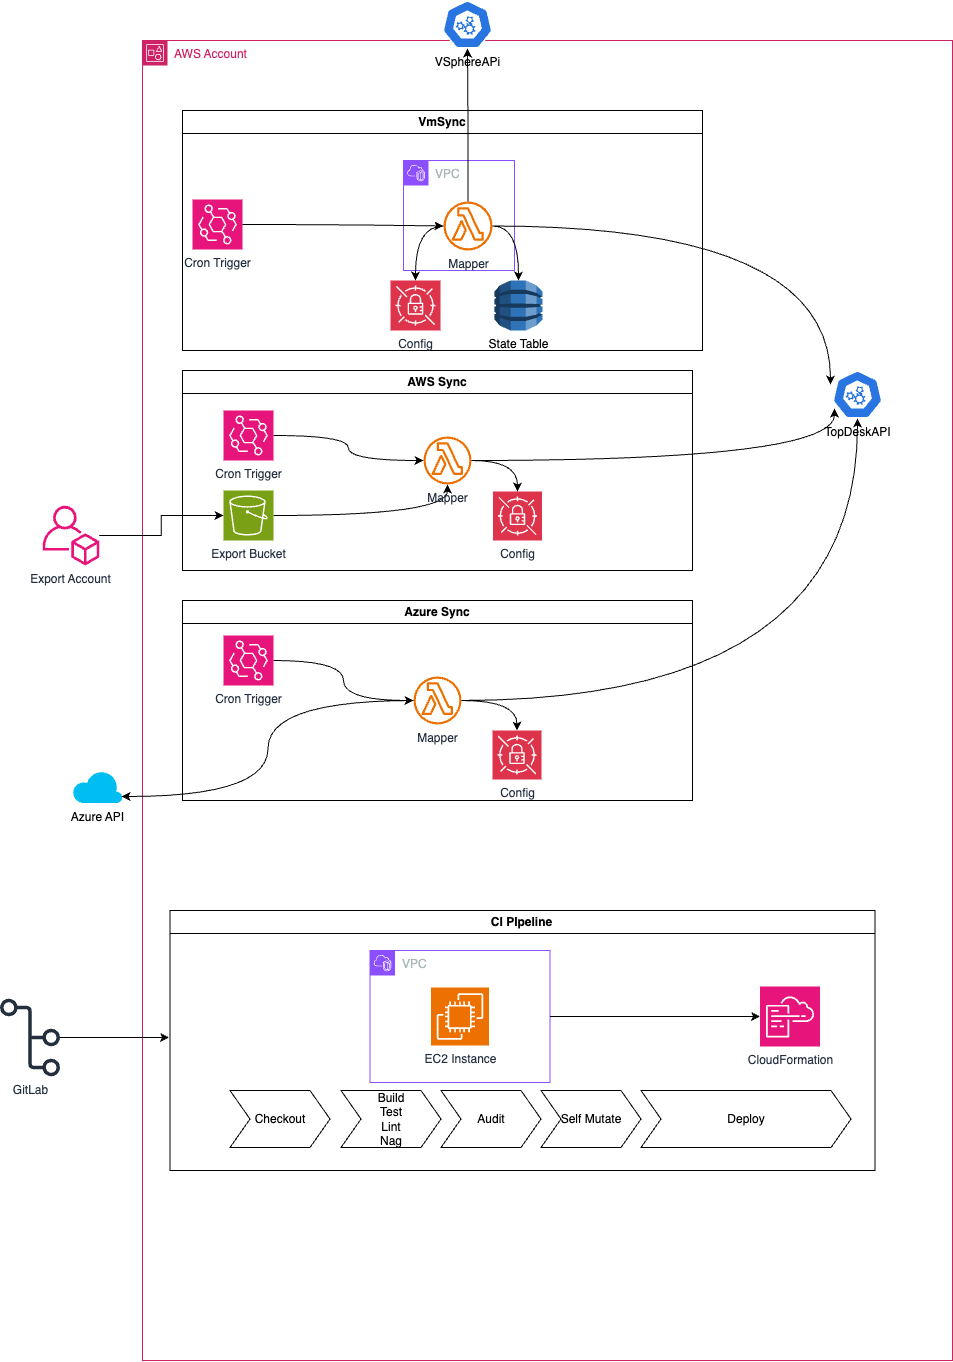 VSphereAPi
AWS Account
VmSync
VPC
Cron Trigger
Mapper
Config
State Table
AWS Sync
Cron Trigger
Mapper
Export Bucket
Config
TopDeskAPI
Export Account
Azure Sync
Cron Trigger
Mapper
Config
Azure API
CI PIpeline
VPC
EC2 Instance
CloudFormation
GitLab
Checkout
Build
Test
Lint
Nag
Audit
Self Mutate
Deploy